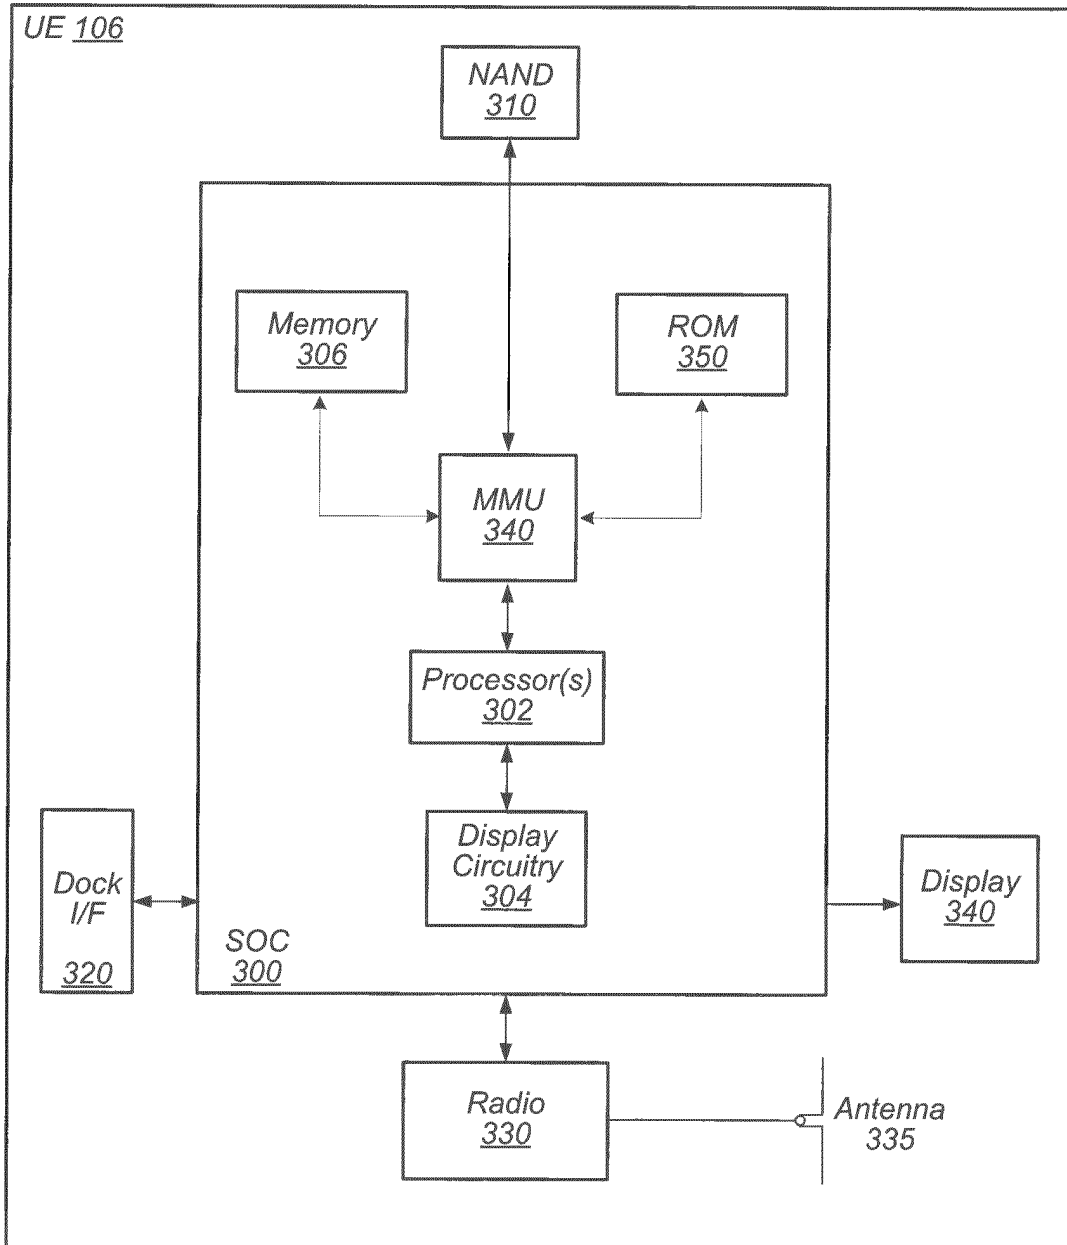 UE 106
NAND
310
Memory
306
ROM
350
MMU
340
Processor(s)
302
Display
Circuitry
304
Dock
I/F
320
SOC
300
Display
340
Radio
330
Antenna
335